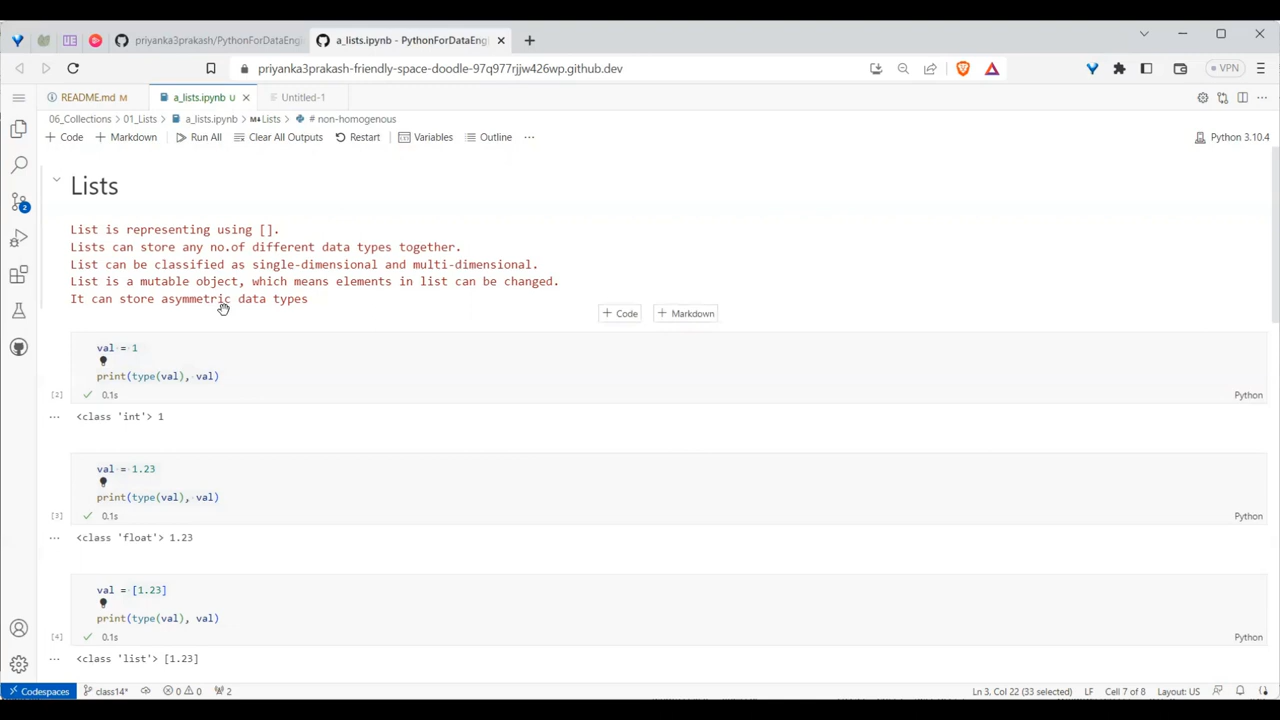 priyanka3prakash/PythonForDataEngi
a_lists.ipynb - PythonForDataEngi
priyanka3prakash-friendly-space-doodle-97q977rjjw426wp.github.dev
VPN
README.md M
a_lists.ipynb U
Untitled-1
06_Collections > 01_Lists > a_lists.ipynb > M↓Lists > # non-homogenous
+ Code + Markdown Run All Clear All Outputs Restart Variables Outline ... Python 3.10.4
Lists
List is representing using [].
Lists can store any no.of different data types together.
List can be classified as single-dimensional and multi-dimensional.
List is a mutable object, which means elements in list can be changed.
It can store asymmetric data types
+ Code + Markdown
val = 1
print(type(val), val)
[2] 0.1s Python
... <class 'int'> 1
val = 1.23
print(type(val), val)
[3] 0.1s Python
... <class 'float'> 1.23
val = [1.23]
print(type(val), val)
[4] 0.1s Python
... <class 'list'> [1.23]
2
Codespaces class14* 0 0 2 Ln 3, Col 22 (33 selected) LF Cell 7 of 8 Layout: US